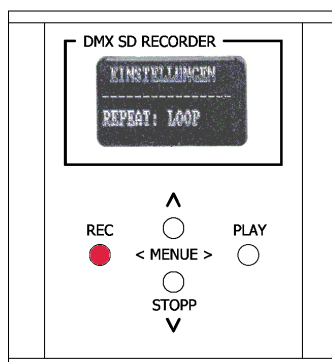 DMX SD RECORDER
EINSTELLUNGEN
REPEAT: LOOP
REC
< MENUE >
PLAY
STOPP